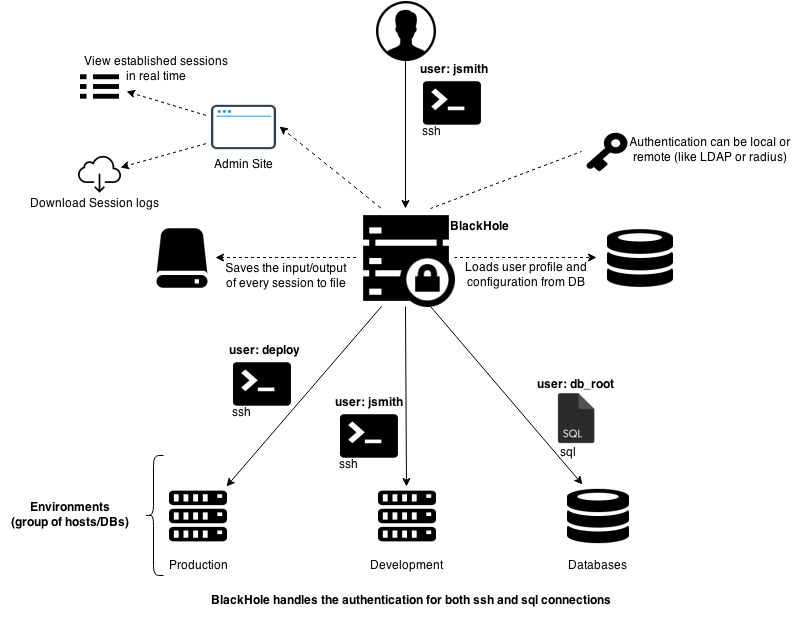 View established sessions
in real time
user: jsmith
ssh
Admin Site
Authentication can be local or
remote (like LDAP or radius)
Download Session logs
BlackHole
Saves the input/output
of every session to file
Loads user profile and
configuration from DB
user: deploy
ssh
user: jsmith
ssh
user: db_root
SQL
sql
Environments
(group of hosts/DBs)
Production
Development
Databases
BlackHole handles the authentication for both ssh and sql connections